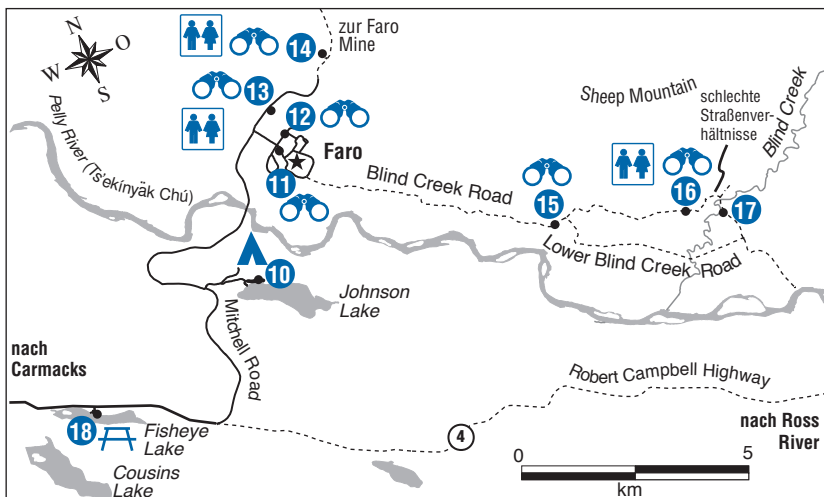 N
O
W
S
zur Faro
Mine
14
13
12
Faro
11
Sheep Mountain
schlechte
Straßenver-
hältnisse
Blind Creek
Pelly River (Ts'ekínyäk Chú)
Blind Creek Road
15
16
17
Lower Blind Creek Road
10
Johnson
Lake
Mitchell Road
nach
Carmacks
Robert Campbell Highway
18
Fisheye
Lake
Cousins
Lake
4
nach Ross
River
0
5
km